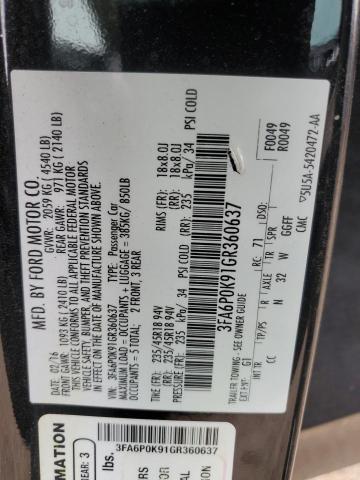 MFD. BY FORD MOTOR CO.
DATE: 02/16 GVWR: 2059 KG ( 4540 LB)
FRONT GAWR: 1093 KG ( 2410 LB) REAR GAWR: 971 KG ( 2140 LB)
THIS VEHICLE CONFORMS TO ALL APPLICABLE FEDERAL MOTOR
VEHICLE SAFETY, BUMPER, AND THEFT PREVENTION STANDARDS
IN EFFECT ON THE DATE OF MANUFACTURE SHOWN ABOVE.
VIN: 3FA6P0K91GR360637 TYPE: Passenger Car
MAXIMUM LOAD = OCCUPANTS + LUGGAGE = 385KG/ 850LB
OCCUPANTS = 5 TOTAL: 2 FRONT, 3 REAR
TIRE (FR): 235/45R18 94V RIMS (FR): 18x8.0J
(RR): 235/45R18 94V (RR): 18x8.0J
PRESSURE (FR): 235 kPa/ 34 PSI COLD (RR): 235 kPa/ 34 PSI COLD
3FA6P0K91GR360637
TRAILER TOWING- SEE OWNER GUIDE
F0049
R0049
EXT PNT: G1 RC: 71 DSO:
INT TR TP/PS R AXLE TR SPR
CC N 32 W GGFF
CMC ▽5U5A-5420472-AA
3FA6P0K91GR360637
REAR: 3
lbs.